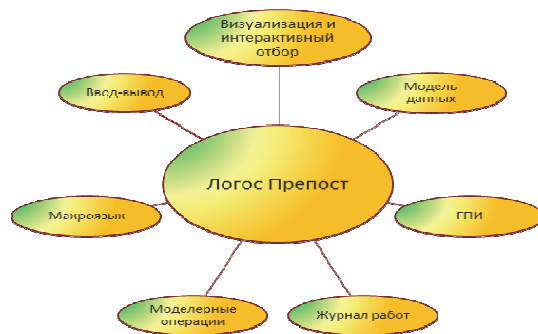 Визуализация и
интерактивный
отбор
Ввод-вывод
Модель
данных
Логос Препост
Макроязык
ГПИ
Моделерные
операции
Журнал работ